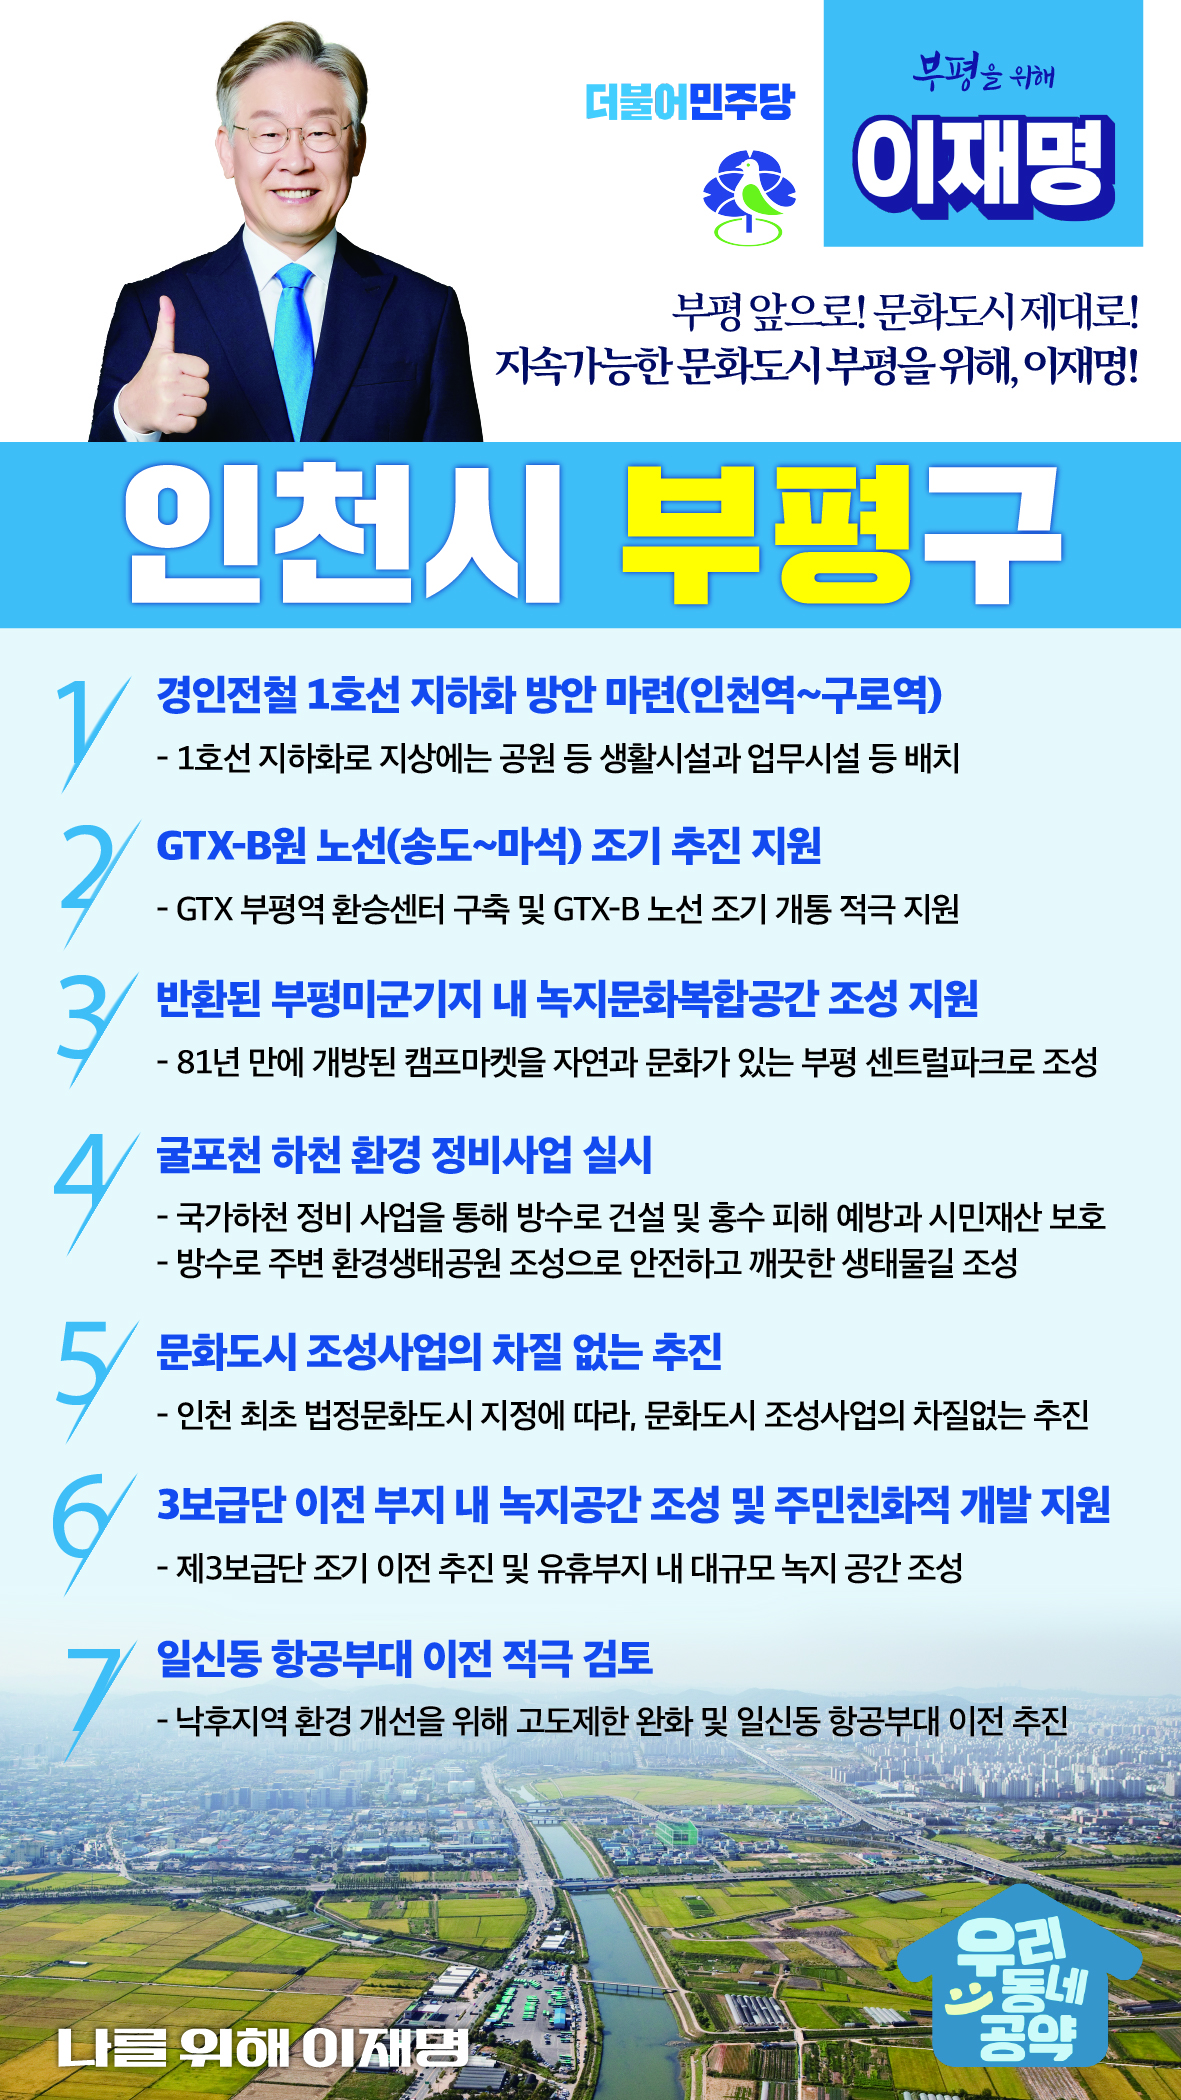 더불어민주당
부평을 위해
이재명
부평 앞으로! 문화도시 제대로!
지속가능한 문화도시 부평을 위해, 이재명!
인천시 부평구
1 경인전철 1호선 지하화 방안 마련(인천역~구로역)
- 1호선 지하화로 지상에는 공원 등 생활시설과 업무시설 등 배치
2 GTX-B원 노선(송도~마석) 조기 추진 지원
- GTX 부평역 환승센터 구축 및 GTX-B 노선 조기 개통 적극 지원
3 반환된 부평미군기지 내 녹지문화복합공간 조성 지원
- 81년 만에 개방된 캠프마켓을 자연과 문화가 있는 부평 센트럴파크로 조성
4 굴포천 하천 환경 정비사업 실시
- 국가하천 정비 사업을 통해 방수로 건설 및 홍수 피해 예방과 시민재산 보호
- 방수로 주변 환경생태공원 조성으로 안전하고 깨끗한 생태물길 조성
5 문화도시 조성사업의 차질 없는 추진
- 인천 최초 법정문화도시 지정에 따라, 문화도시 조성사업의 차질없는 추진
6 3보급단 이전 부지 내 녹지공간 조성 및 주민친화적 개발 지원
- 제3보급단 조기 이전 추진 및 유휴부지 내 대규모 녹지 공간 조성
7 일신동 항공부대 이전 적극 검토
- 낙후지역 환경 개선을 위해 고도제한 완화 및 일신동 항공부대 이전 추진
우리
동네
공약
나를 위해 이재명